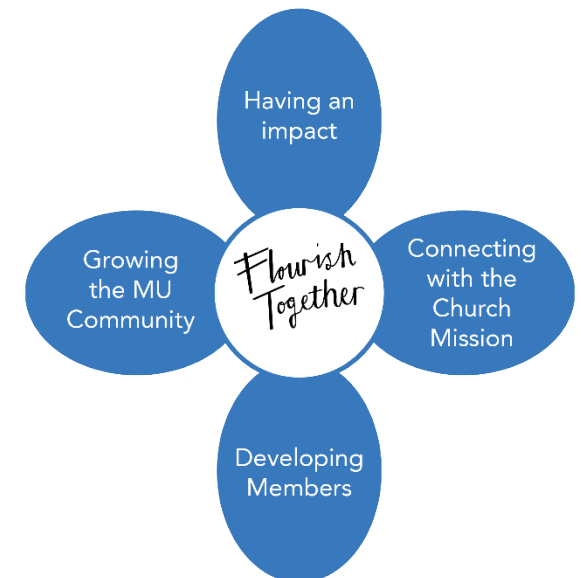 Having an
impact
Growing
the MU
Community
Flourish
Together
Connecting
with the
Church
Mission
Developing
Members